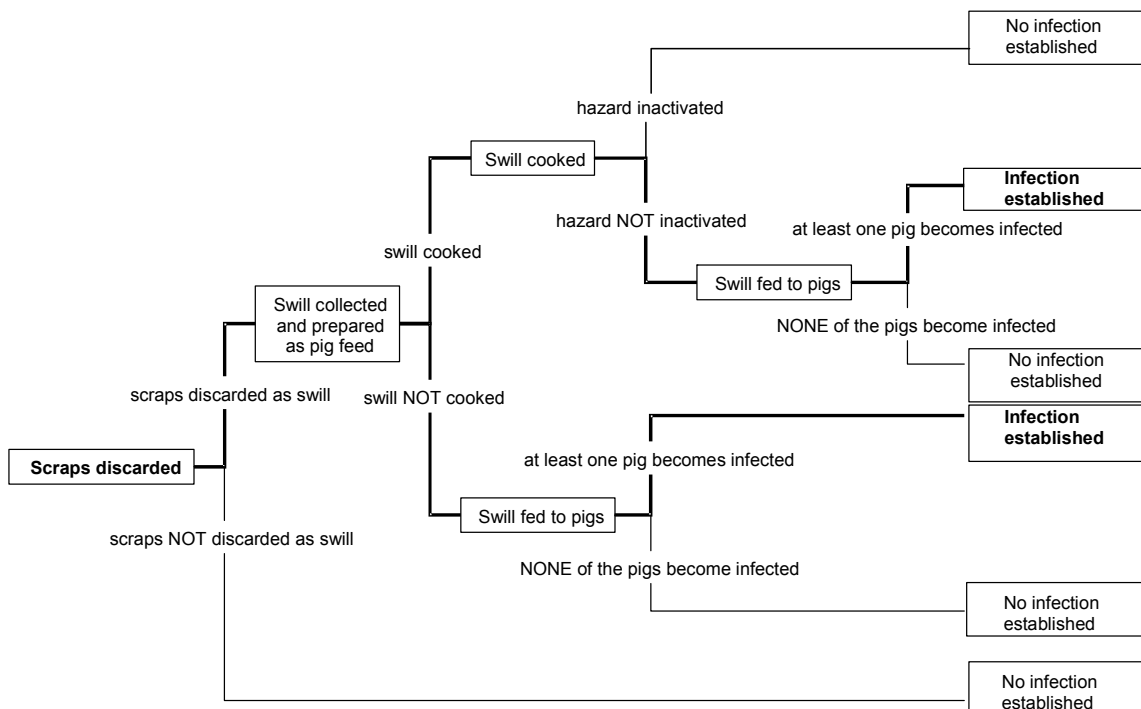 No infection
established
hazard inactivated
Swill cooked
Infection
established
hazard NOT inactivated
at least one pig becomes infected
swill cooked
Swill fed to pigs
Swill collected
and prepared
as pig feed
NONE of the pigs become infected
No infection
established
scraps discarded as swill
swill NOT cooked
Infection
established
at least one pig becomes infected
Scraps discarded
Swill fed to pigs
scraps NOT discarded as swill
NONE of the pigs become infected
No infection
established
No infection
established